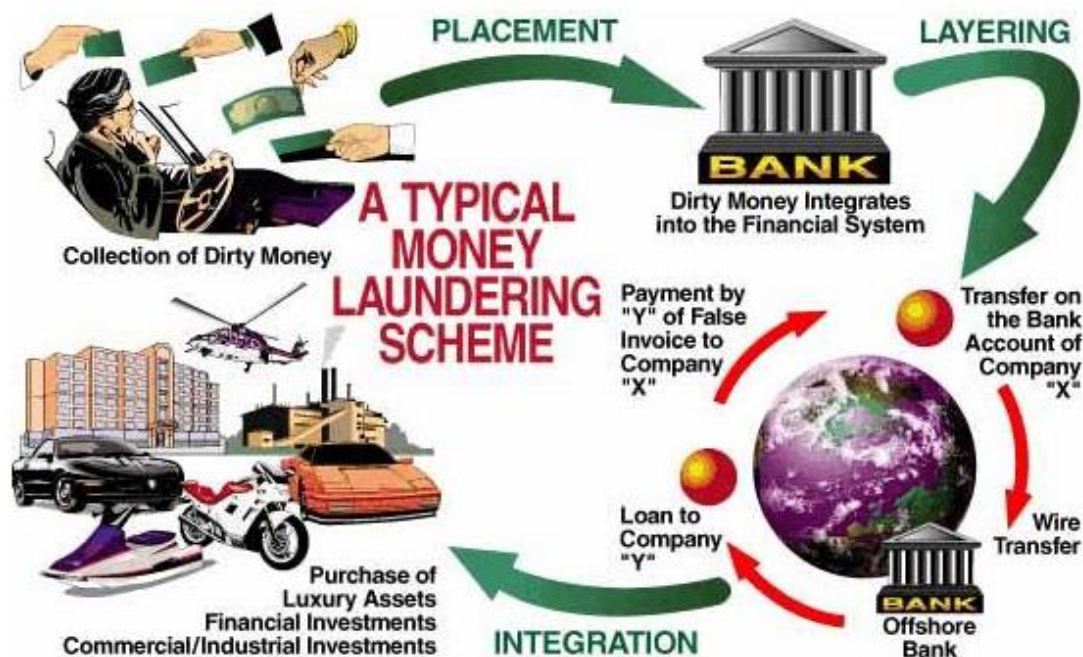 PLACEMENT
LAYERING
BANK
Dirty Money Integrates
into the Financial System
Collection of Dirty Money
A TYPICAL
MONEY
LAUNDERING
SCHEME
Payment by
"Y" of False
Invoice to
Company
"X"
Transfer on
the Bank
Account of
Company
"X"
Loan to
Company
"Y"
Wire
Transfer
BANK
Offshore
Bank
Purchase of
Luxury Assets
Financial Investments
Commercial/Industrial Investments
INTEGRATION